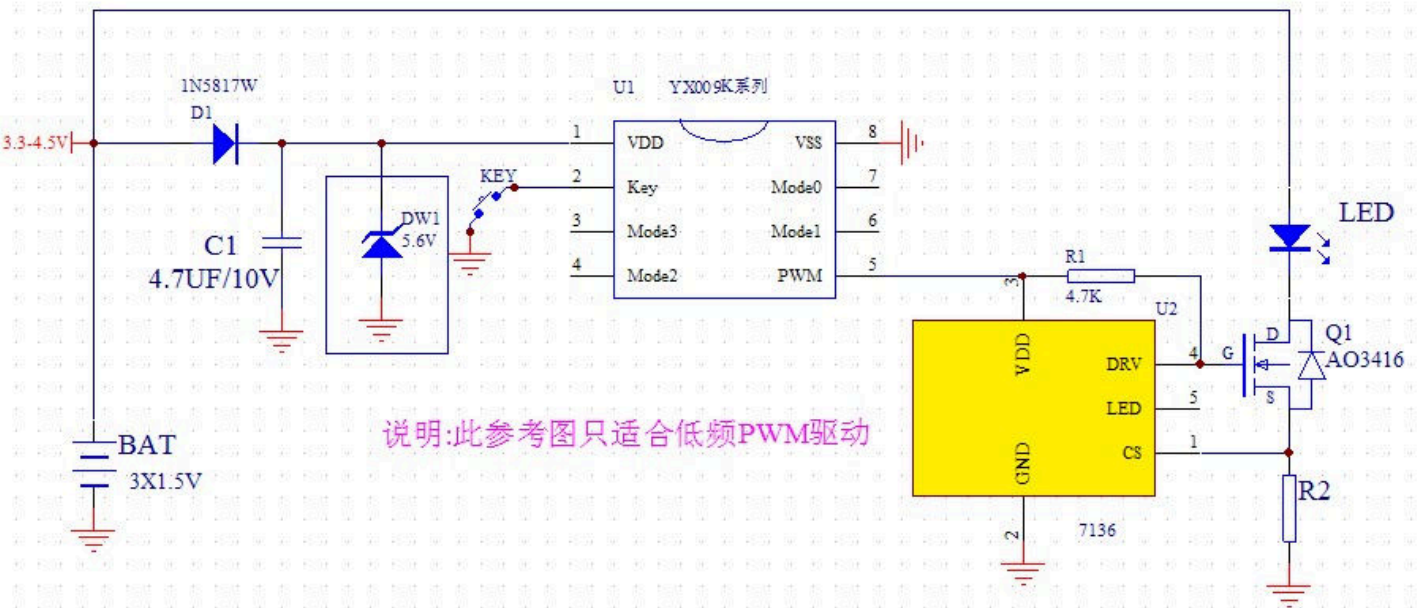 1N5817W
D1
U1
YX009K系列
3.3-4.5V
1
VDD
VSS
8
KEY
2
Key
Mode0
7
DW1
5.6V
3
Mode3
Mode1
6
C1
4.7UF/10V
4
Mode2
PWM
5
LED
R1
4.7K
U2
3
VDD
DRV
4
G
D
S
Q1
AO3416
LED
5
说明:此参考图只适合低频PWM驱动
BAT
3X1.5V
GND
CS
1
R2
2
7136